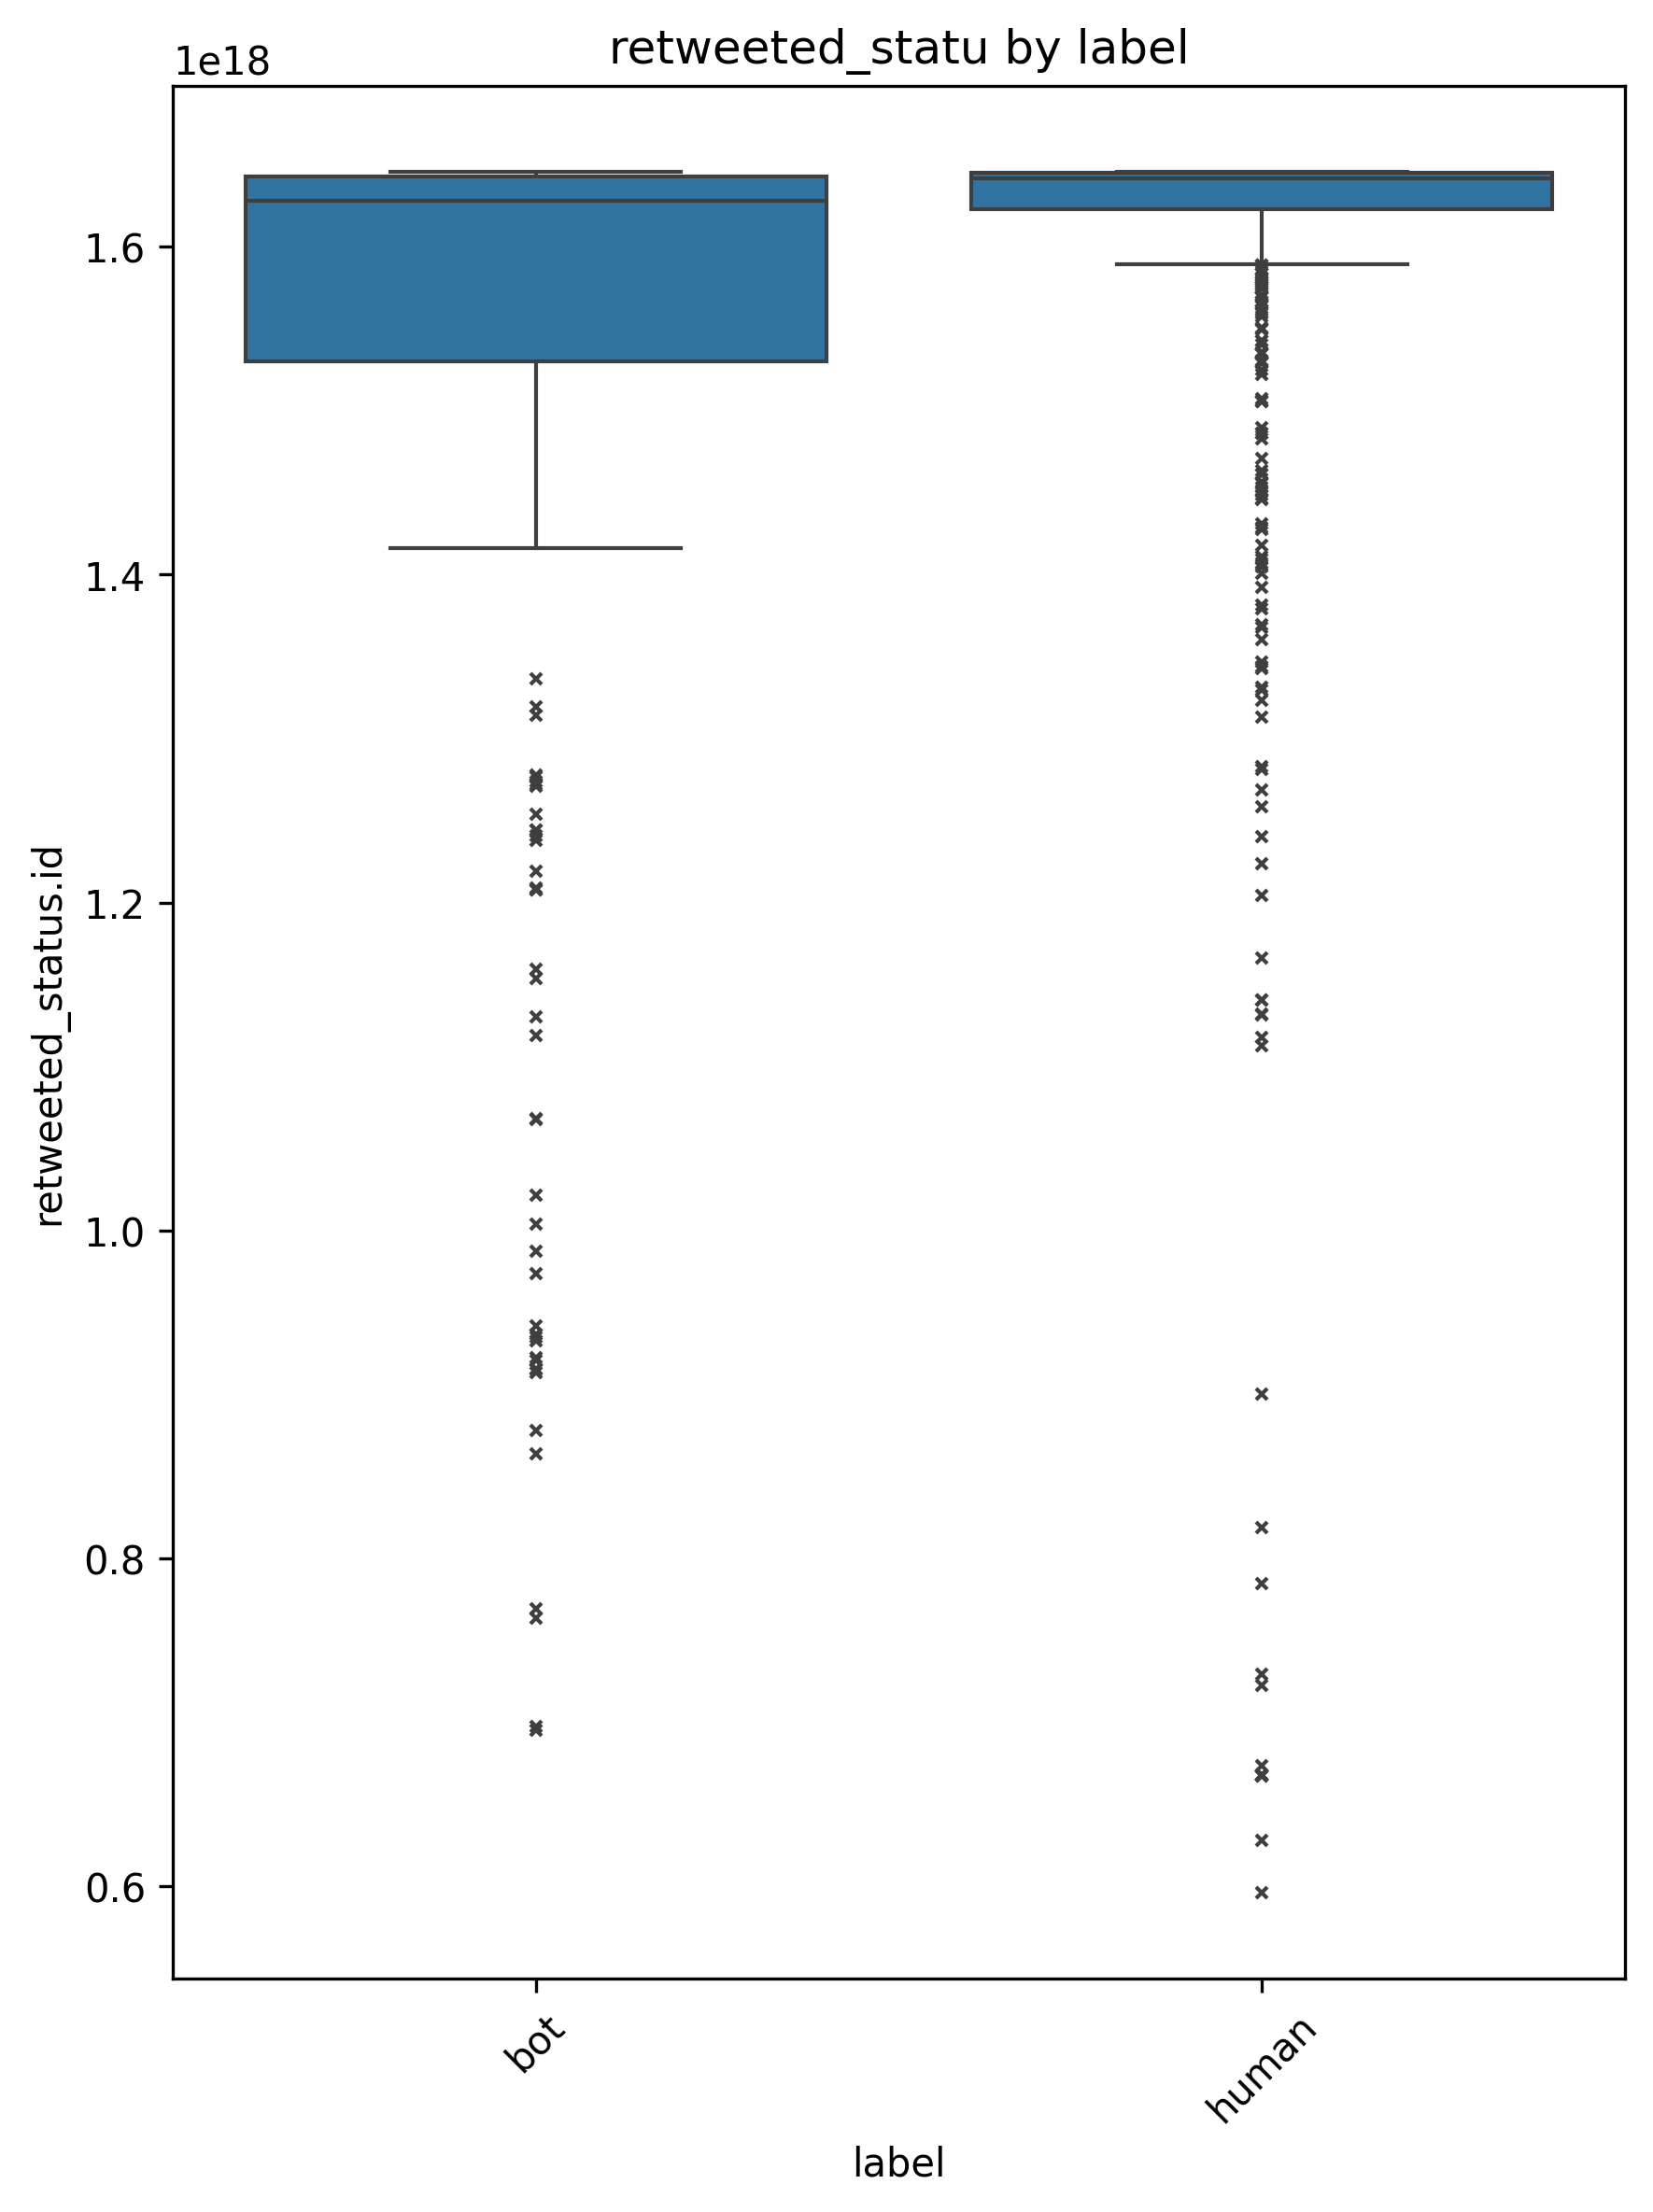 retweeted_statu by label
1e18
1.6
1.4
1.2
1.0
0.8
0.6
retweeted_status.id
bot
human
label